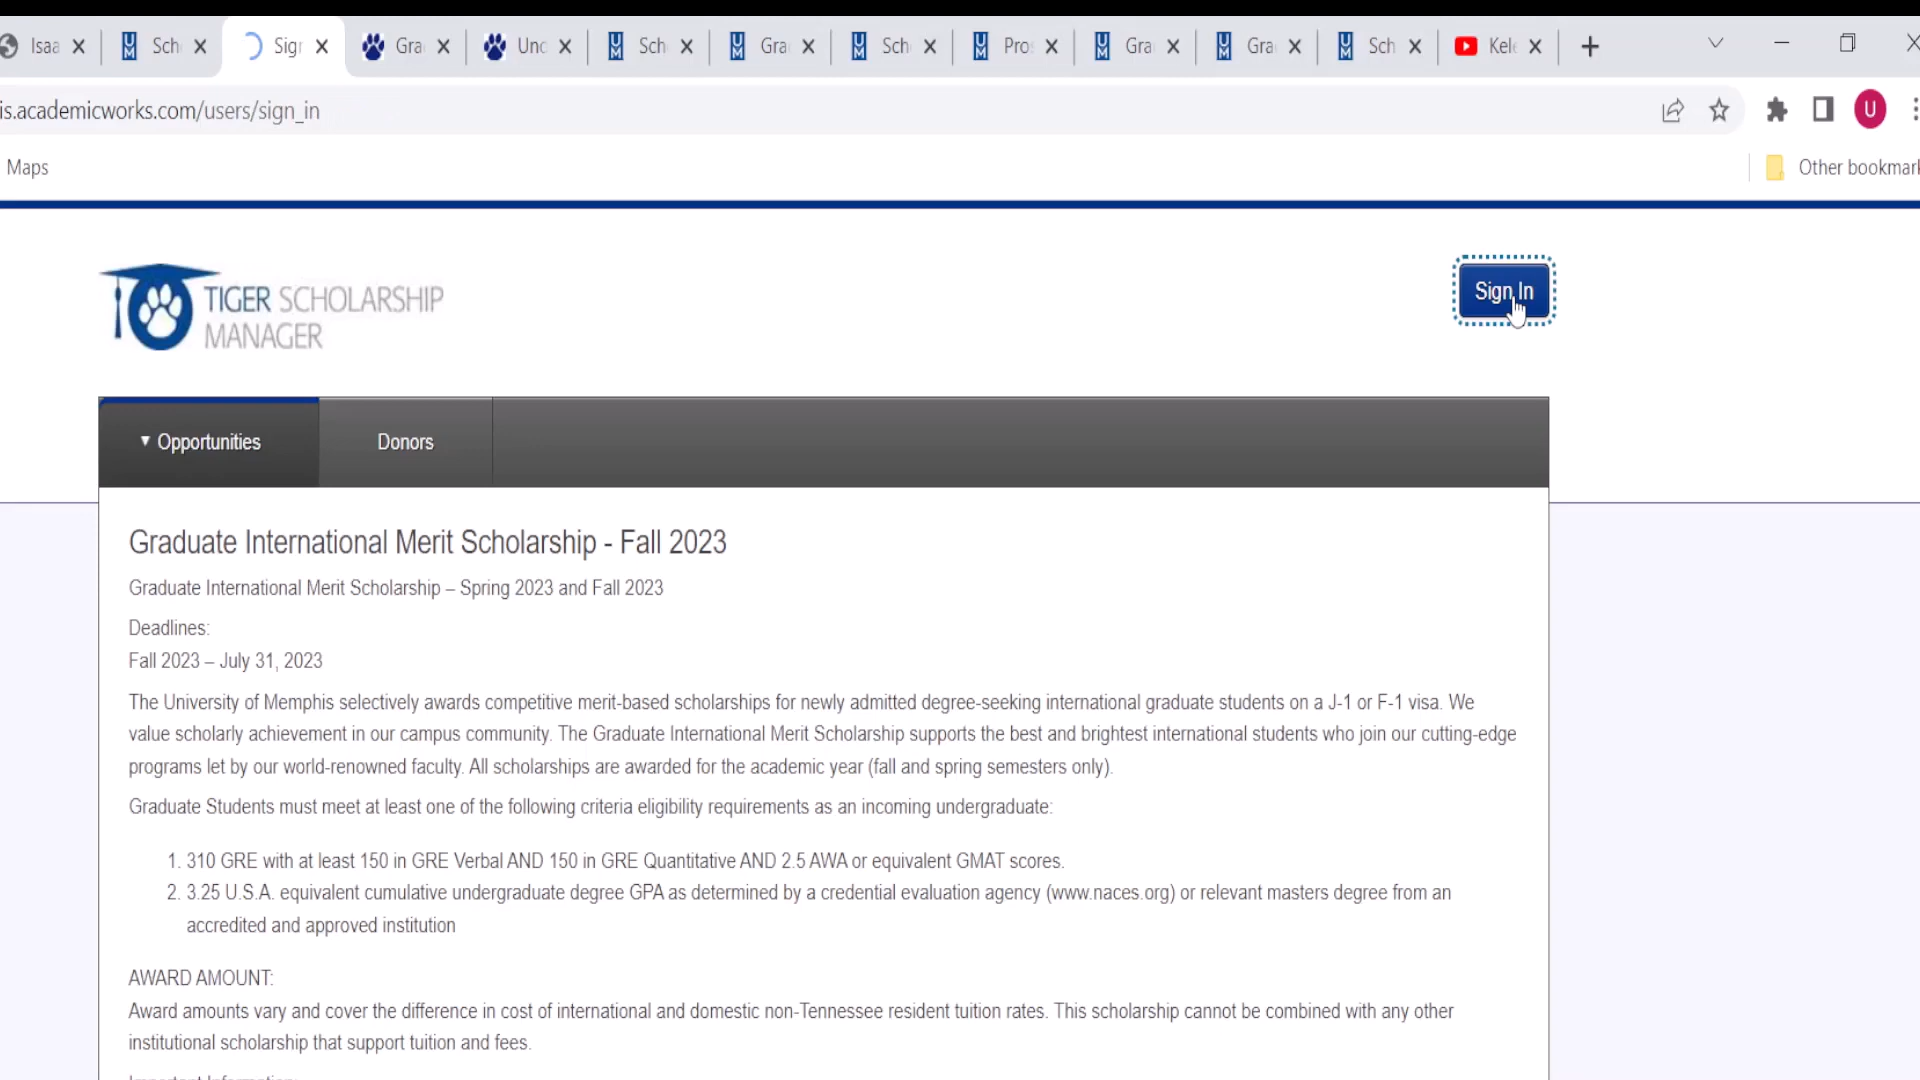 Isaa Sch Sig Gra Unc Sch Gra Sch Pro Gra Gra Sch Kele
is.academicworks.com/users/sign_in
U
Maps
Other bookmark
TIGER SCHOLARSHIP
MANAGER
Sign In
Opportunities Donors
Graduate International Merit Scholarship - Fall 2023
Graduate International Merit Scholarship – Spring 2023 and Fall 2023
Deadlines:
Fall 2023 – July 31, 2023
The University of Memphis selectively awards competitive merit-based scholarships for newly admitted degree-seeking international graduate students on a J-1 or F-1 visa. We
value scholarly achievement in our campus community. The Graduate International Merit Scholarship supports the best and brightest international students who join our cutting-edge
programs let by our world-renowned faculty. All scholarships are awarded for the academic year (fall and spring semesters only).
Graduate Students must meet at least one of the following criteria eligibility requirements as an incoming undergraduate:
1. 310 GRE with at least 150 in GRE Verbal AND 150 in GRE Quantitative AND 2.5 AWA or equivalent GMAT scores.
2. 3.25 U.S.A. equivalent cumulative undergraduate degree GPA as determined by a credential evaluation agency (www.naces.org) or relevant masters degree from an
accredited and approved institution
AWARD AMOUNT:
Award amounts vary and cover the difference in cost of international and domestic non-Tennessee resident tuition rates. This scholarship cannot be combined with any other
institutional scholarship that support tuition and fees.